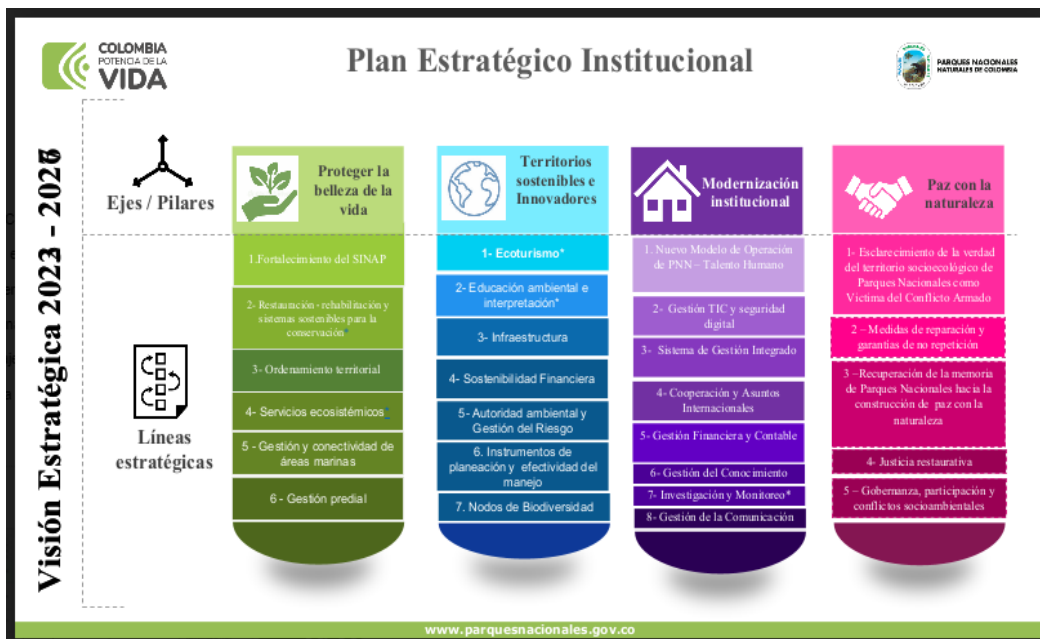 COLOMBIA
POTENCIA DE LA
VIDA
Plan Estratégico Institucional
PARQUES NACIONALES
NATURALES DE COLOMBIA
Visión Estratégica
Ejes / Pilares
Proteger la
belleza de la
vida
Territorios
sostenibles e
Innovadores
Modernización
institucional
Paz con la
naturaleza
Líneas
estratégicas
1.Fortalecimiento del SINAP
2- Restauración - rehabilitación y
sistemas sostenibles para la
conservación*
3- Ordenamiento territorial
4- Servicios ecosistémicos*
5 - Gestión y conectividad de
áreas marinas
6 - Gestión predial
1- Ecoturismo*
2- Educación ambiental e
interpretación*
3- Infraestructura
4- Sostenibilidad Financiera
5- Autoridad ambiental y
Gestión del Riesgo
6. Instrumentos de
planeación y efectividad del
manejo
7. Nodos de Biodiversidad
1. Nuevo Modelo de Operación
de PNN – Talento Humano
2- Gestión TIC y seguridad
digital
3- Sistema de Gestión Integrado
4- Cooperación y Asuntos
Internacionales
5- Gestión Financiera y Contable
6- Gestión del Conocimiento
7- Investigación y Monitoreo*
8- Gestión de la Comunicación
1- Esclarecimiento de la verdad
del territorio socioecológico de
Parques Nacionales como
Víctima del Conflicto Armado
2 – Medidas de reparación y
garantías de no repetición
3 –Recuperación de la memoria
de Parques Nacionales hacia la
construcción de paz con la
naturaleza
4- Justicia restaurativa
5 – Gobernanza, participación y
conflictos socioambientales
www.parquesnacionales.gov.co